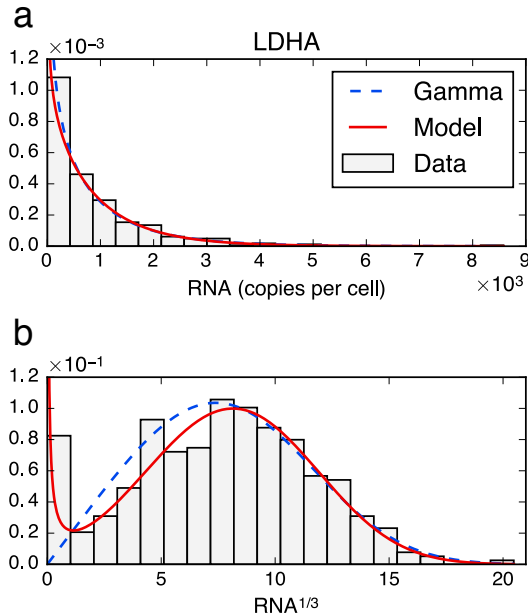 a
LDHA
×10⁻³
1.2
1.0
0.8
0.6
0.4
0.2
0.0
Gamma
Model
Data
0 1 2 3 4 5 6 7 8 9
RNA (copies per cell)
×10³
b
×10⁻¹
1.2
1.0
0.8
0.6
0.4
0.2
0.0
0 5 10 15 20
RNA¹/³